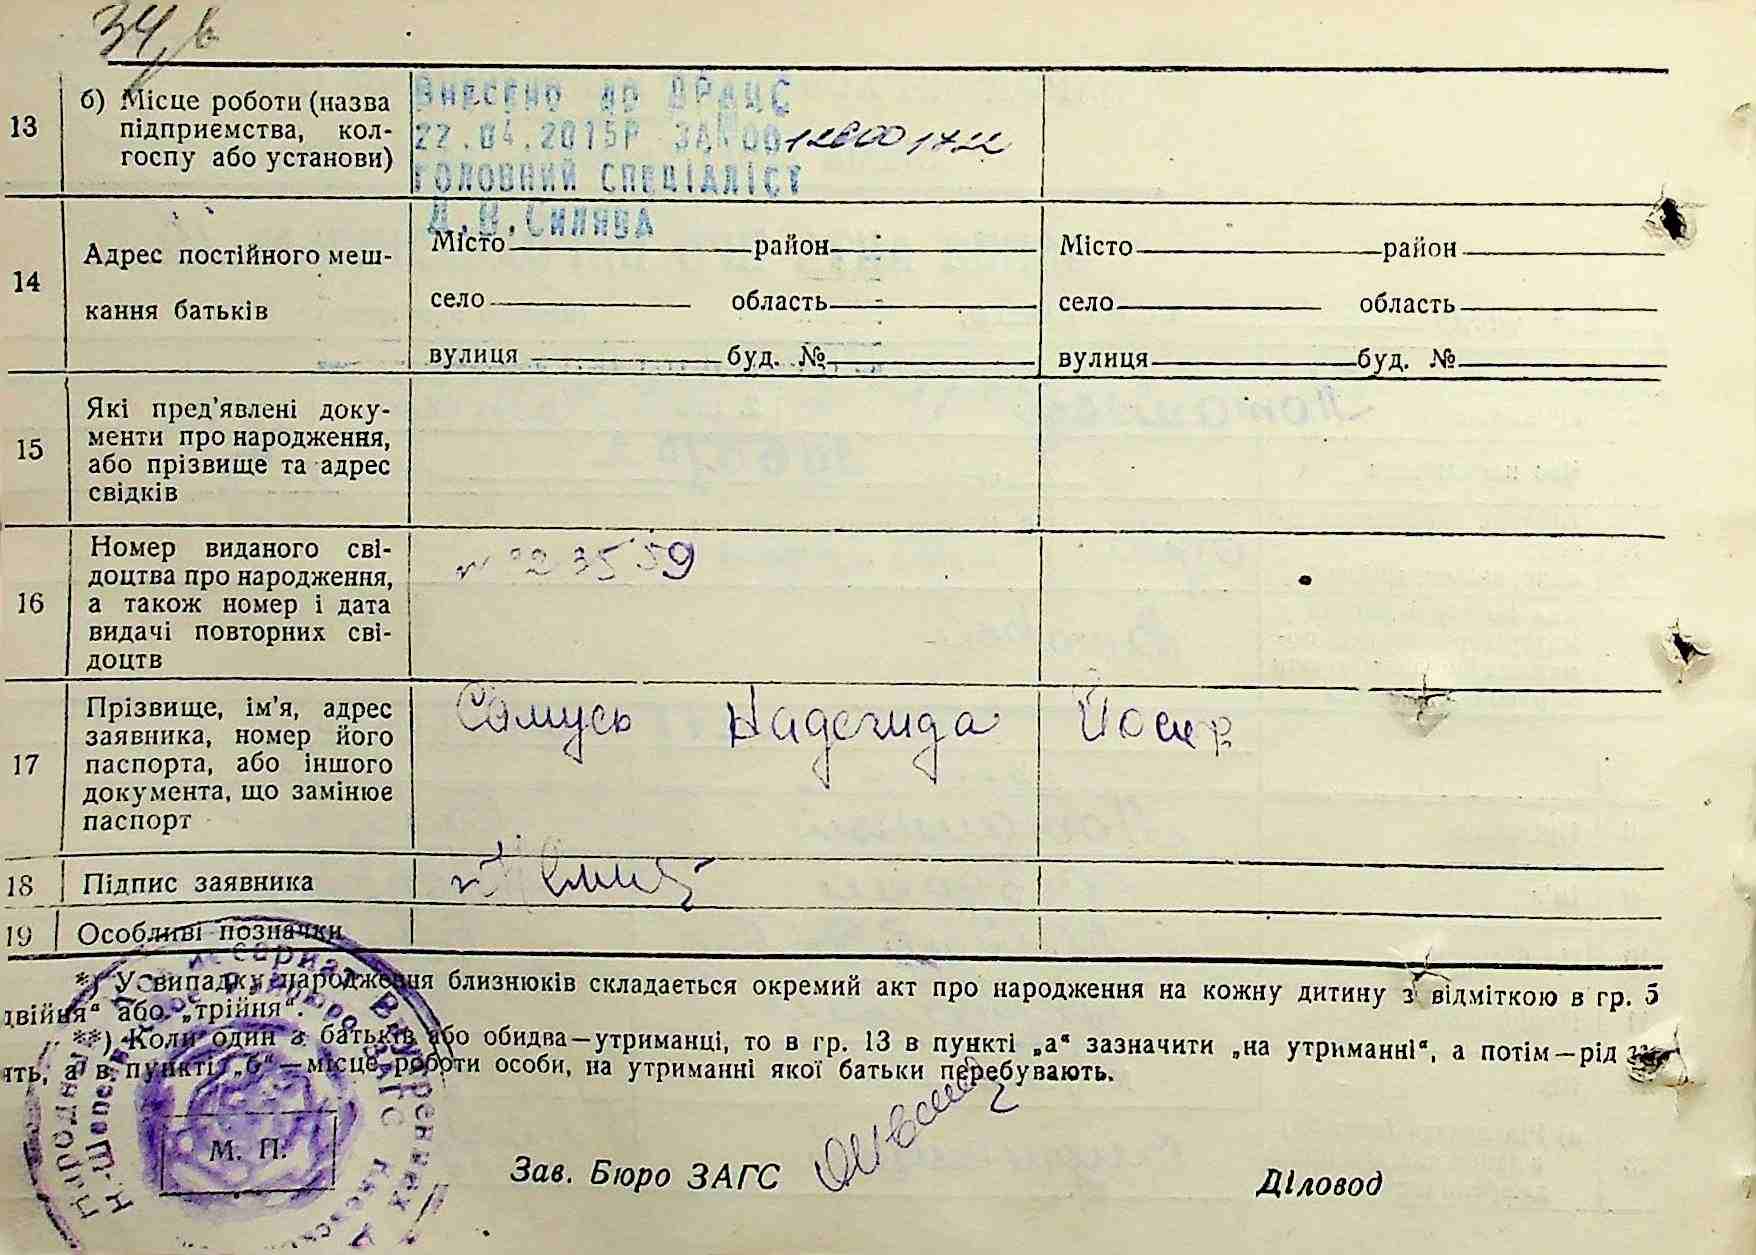 34
13
б) Місце роботи (назва
підприємства, кол-
госпу або установи)
Внесено до ДРАЦС
22.04.2015р ЗА №00128001722
ГОЛОВНИЙ СПЕЦІАЛІСТ
Д.В.Силява
14
Адрес постійного меш-
кання батьків
Місто район
село область
вулиця буд. №
Місто район
село область
вулиця буд. №
15
Які пред'явлені доку-
менти про народження,
або прізвище та адрес
свідків
16
Номер виданого сві-
доцтва про народження,
а також номер і дата
видачі повторних сві-
доцтв
17
Прізвище, ім'я, адрес
заявника, номер його
паспорта, або іншого
документа, що замінює
паспорт
Самусь Надежда
18
Підпис заявника
19
Особливі позначки
*) У випадку народження близнюків складається окремий акт про народження на кожну дитину з відміткою в гр. 5
двійня“ або „трійня“.
**) Коли один з батьків або обидва—утриманці, то в гр. 13 в пункті „а“ зазначити „на утриманні“, а потім—рід
ять, а в пункті „б“—місце роботи особи, на утриманні якої батьки перебувають.
М. П.
Зав. Бюро ЗАГС
Діловод